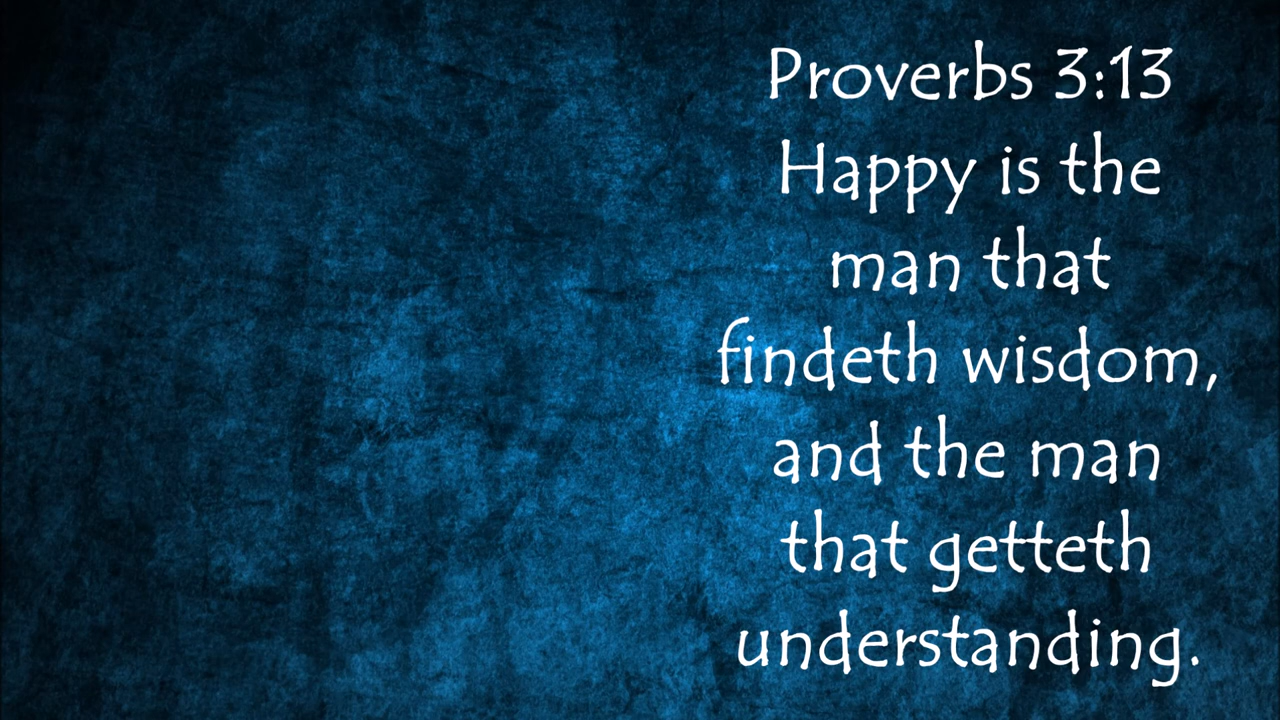 Proverbs 3:13
Happy is the
man that
findeth wisdom,
and the man
that getteth
understanding.